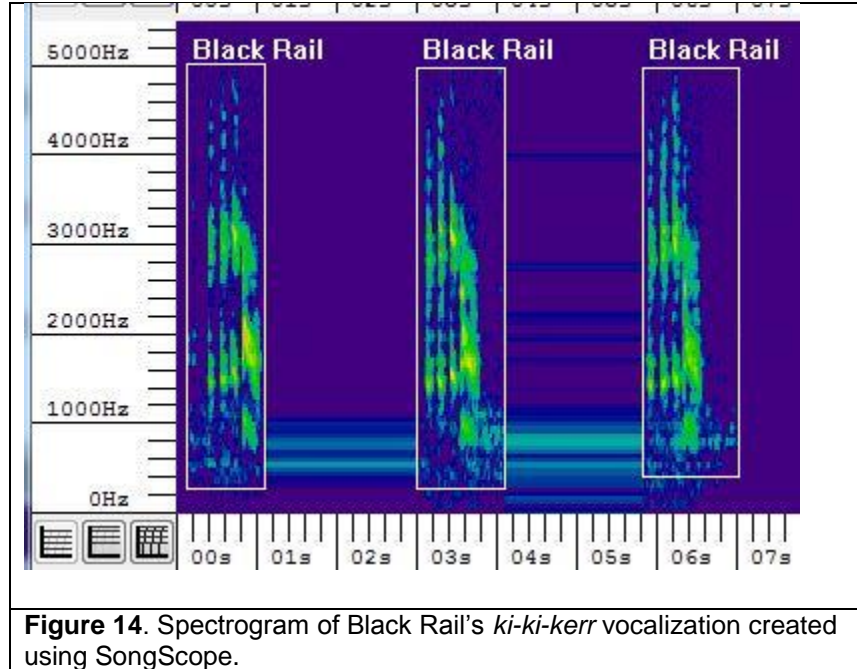 5000Hz
Black Rail
Black Rail
Black Rail
4000Hz
3000Hz
2000Hz
1000Hz
0Hz
00s 01s 02s 03s 04s 05s 06s 07s
Figure 14. Spectrogram of Black Rail’s ki-ki-kerr vocalization created
using SongScope.